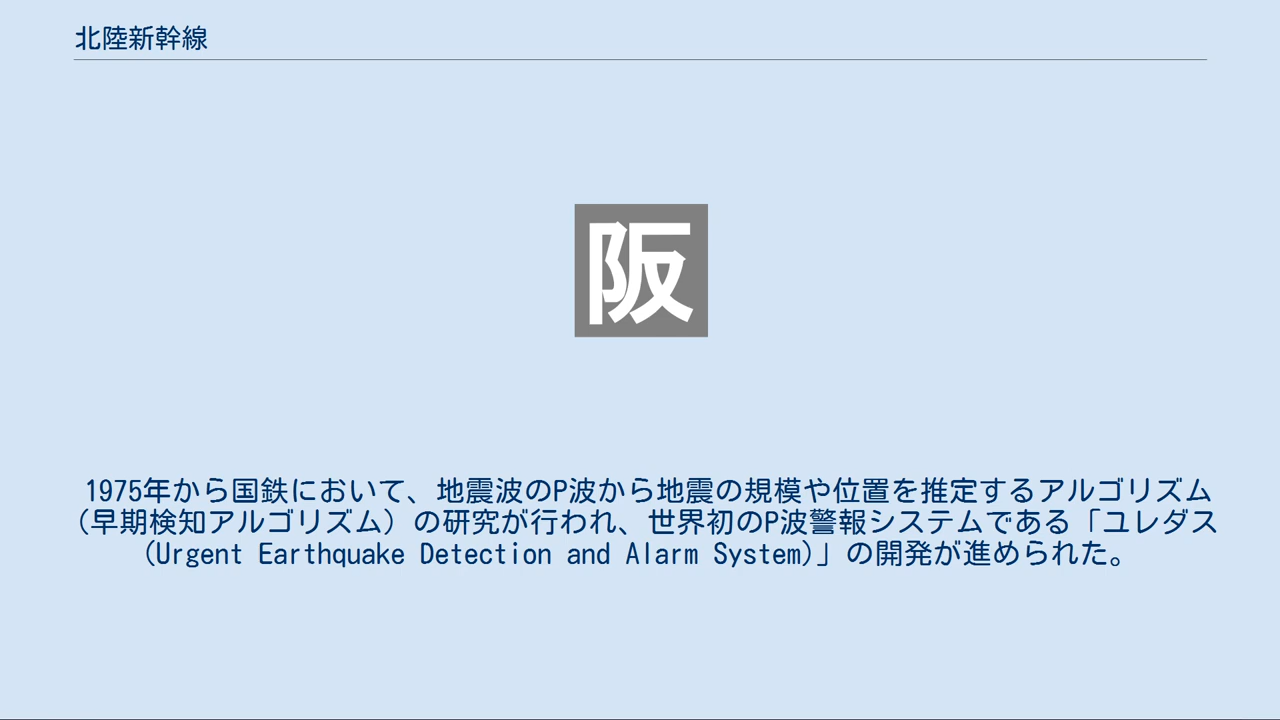 北陸新幹線
阪
1975年から国鉄において、地震波のP波から地震の規模や位置を推定するアルゴリズム
(早期検知アルゴリズム）の研究が行われ、世界初のP波警報システムである「ユレダス
(Urgent Earthquake Detection and Alarm System)」の開発が進められた。